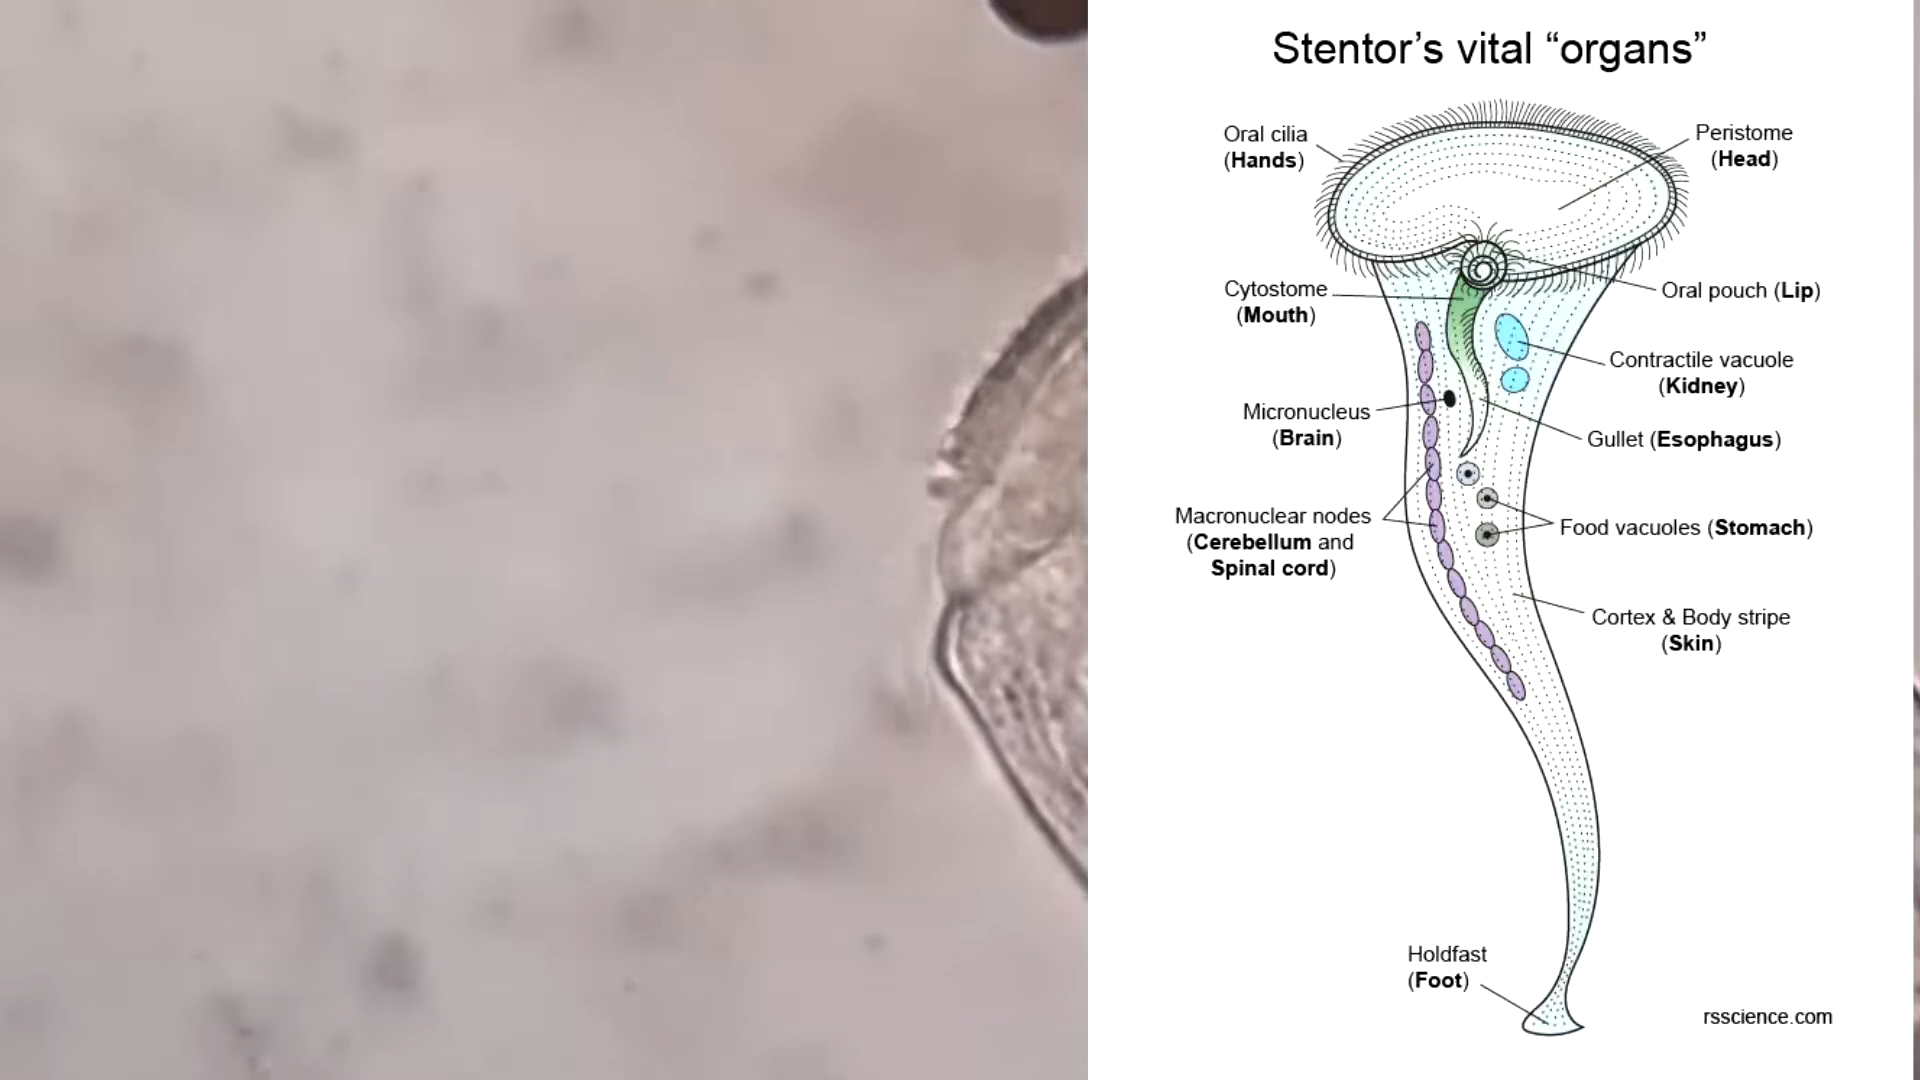 Stentor’s vital “organs”
Oral cilia
(Hands)
Peristome
(Head)
Cytostome
(Mouth)
Oral pouch (Lip)
Contractile vacuole
(Kidney)
Micronucleus
(Brain)
Gullet (Esophagus)
Macronuclear nodes
(Cerebellum and
Spinal cord)
Food vacuoles (Stomach)
Cortex & Body stripe
(Skin)
Holdfast
(Foot)
rsscience.com